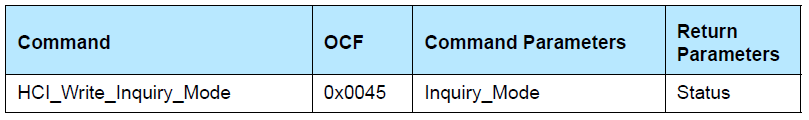 Command OCF Command Parameters Return Parameters
HCI_Write_Inquiry_Mode 0x0045 Inquiry_Mode Status